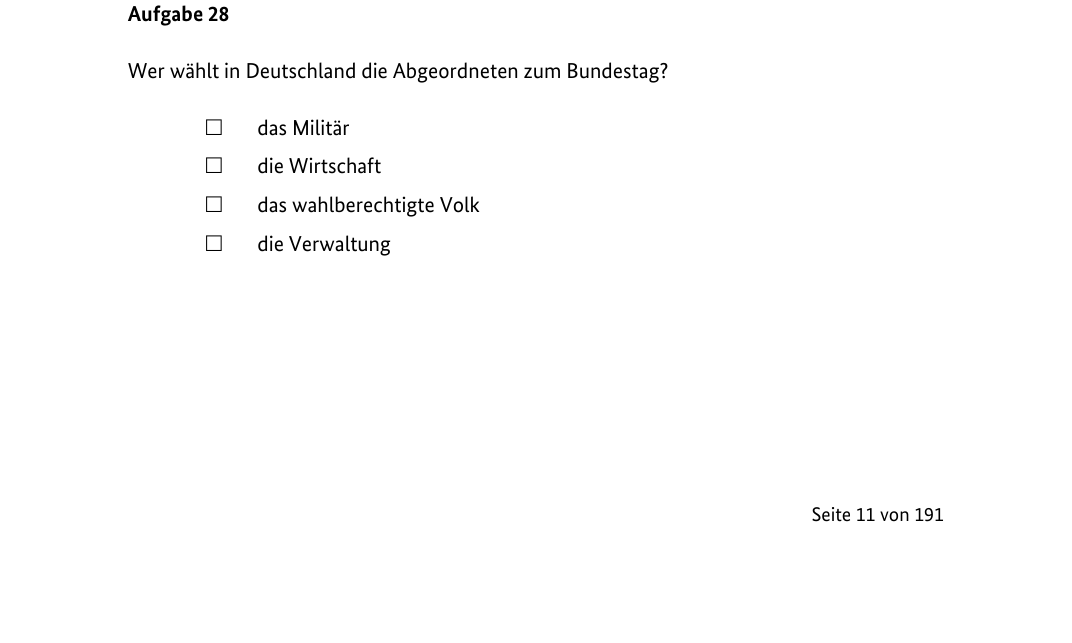 Aufgabe 28
Wer wählt in Deutschland die Abgeordneten zum Bundestag?
☐ das Militär
☐ die Wirtschaft
☐ das wahlberechtigte Volk
☐ die Verwaltung
Seite 11 von 191